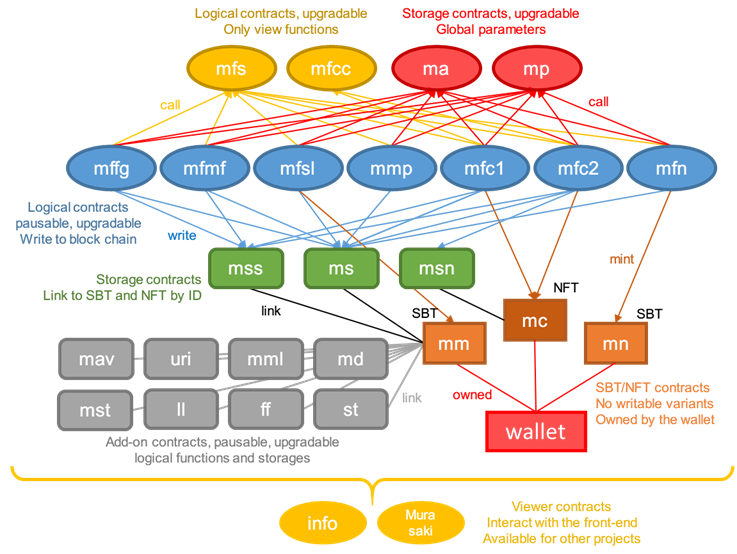 Logical contracts, upgradable
Only view functions
Storage contracts, upgradable
Global parameters
mfs
mfcc
ma
mp
call
call
mffg
mfmf
mfsl
mmp
mfc1
mfc2
mfn
Logical contracts
pausable, upgradable
Write to block chain
write
mint
Storage contracts
Link to SBT and NFT by ID
mss
ms
msn
link
NFT
SBT
SBT
mm
mc
mn
mav
uri
mml
md
mst
ll
ff
st
link
owned
SBT/NFT contracts
No writable variants
Owned by the wallet
wallet
Add-on contracts, pausable, upgradable
logical functions and storages
info
Mura
saki
Viewer contracts
Interact with the front-end
Available for other projects